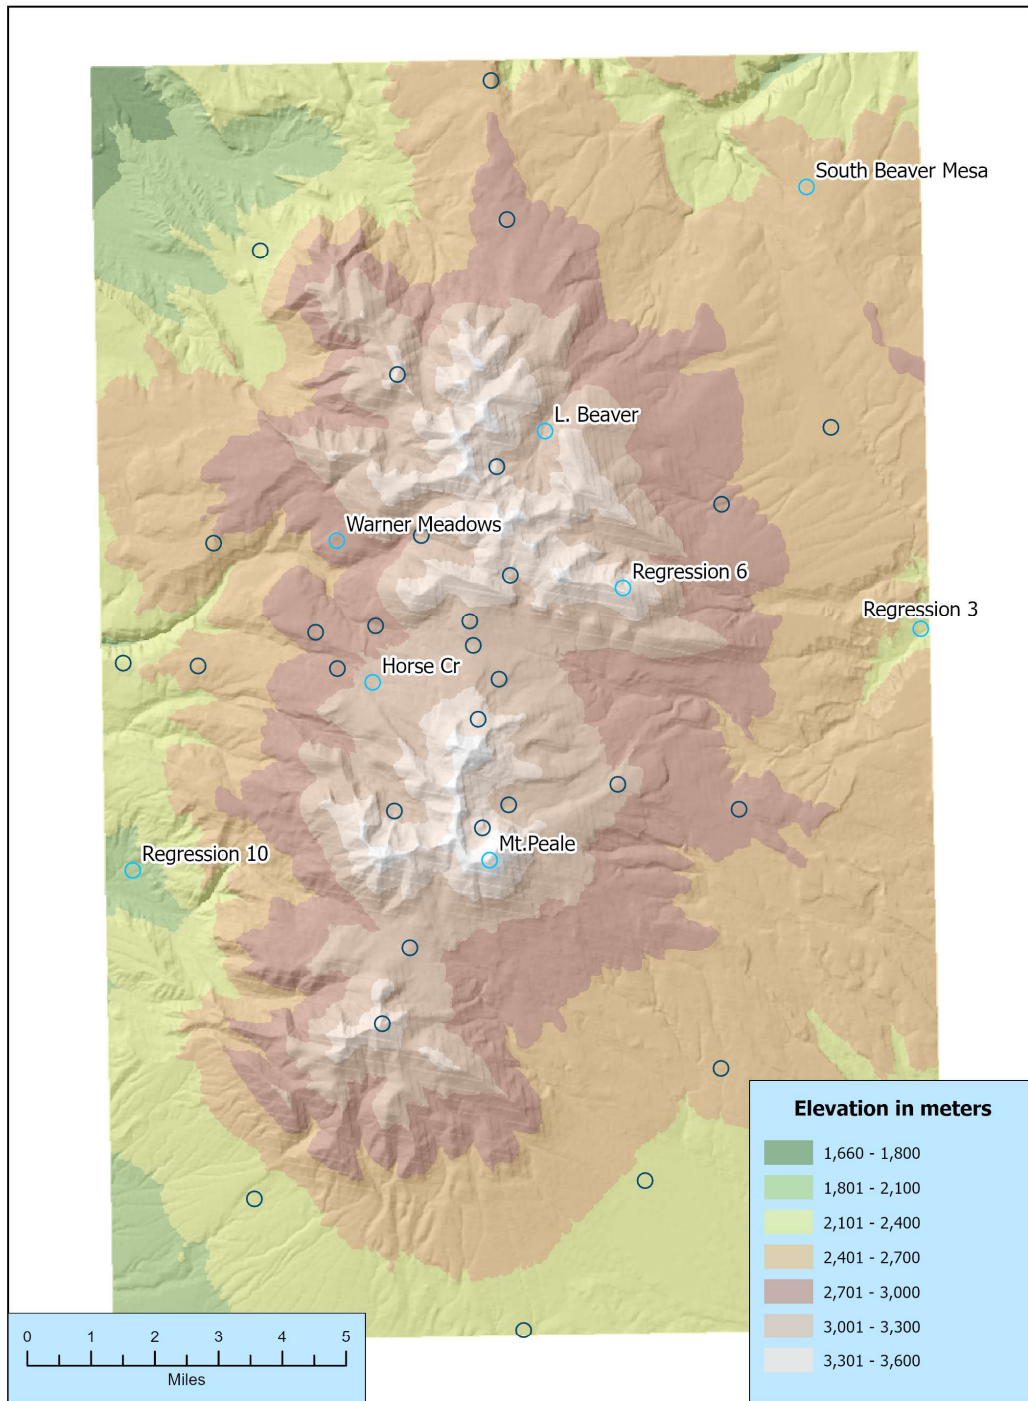 South Beaver Mesa
L. Beaver
Warner Meadows
Regression 6
Regression 3
Horse Cr
Mt.Peale
Regression 10
Elevation in meters
1,660 - 1,800
1,801 - 2,100
2,101 - 2,400
2,401 - 2,700
2,701 - 3,000
3,001 - 3,300
3,301 - 3,600
0 1 2 3 4 5
Miles